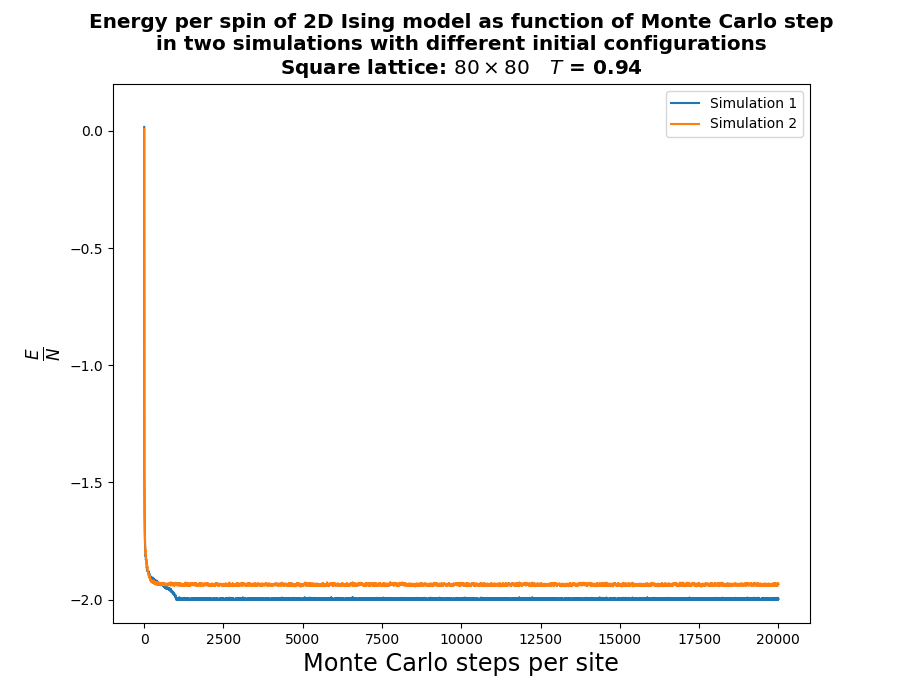 Energy per spin of 2D Ising model as function of Monte Carlo step
in two simulations with different initial configurations
Square lattice: 80 × 80 T = 0.94
Simulation 1
Simulation 2
0.0
−0.5
−1.0
−1.5
−2.0
E
N
0 2500 5000 7500 10000 12500 15000 17500 20000
Monte Carlo steps per site